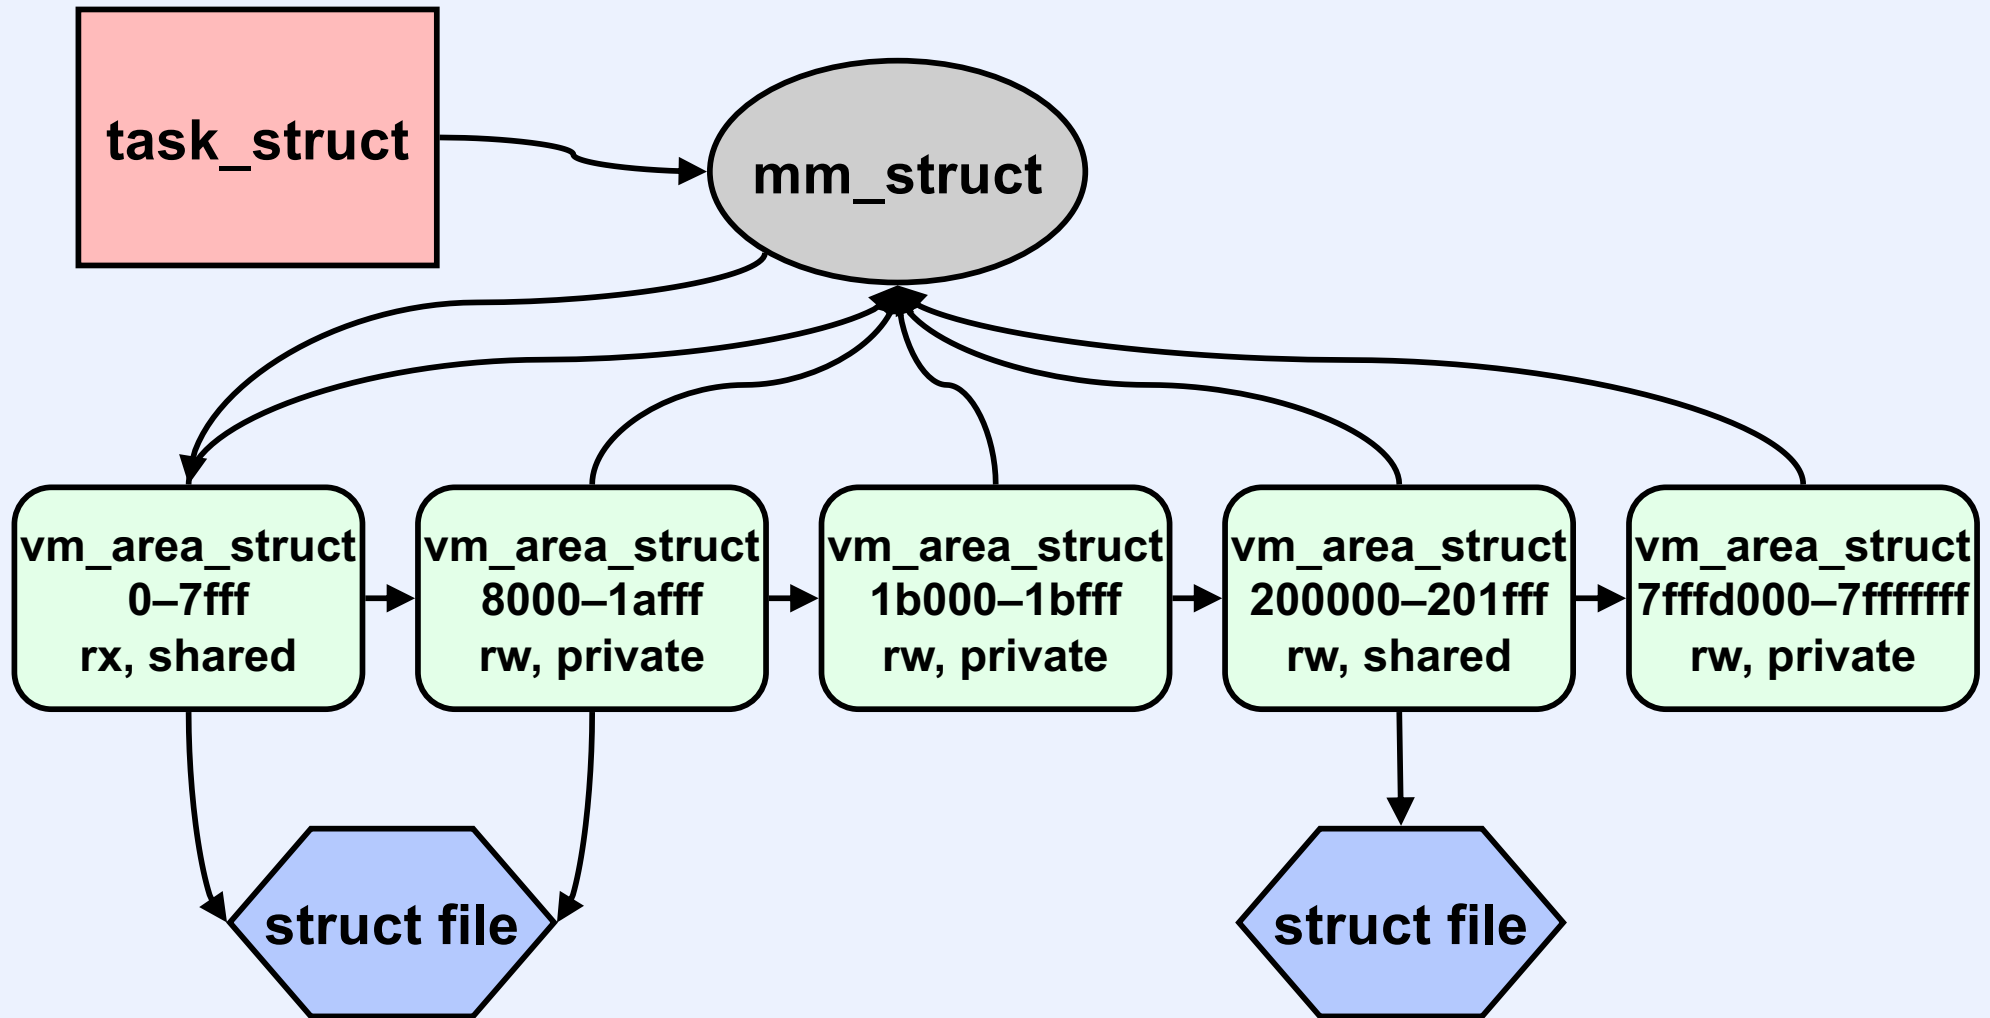 task_struct
mm_struct
vm_area_struct
0–7fff
rx, shared
vm_area_struct
8000–1afff
rw, private
vm_area_struct
1b000–1bfff
rw, private
vm_area_struct
200000–201fff
rw, shared
vm_area_struct
7fffd000–7fffffff
rw, private
struct file
struct file